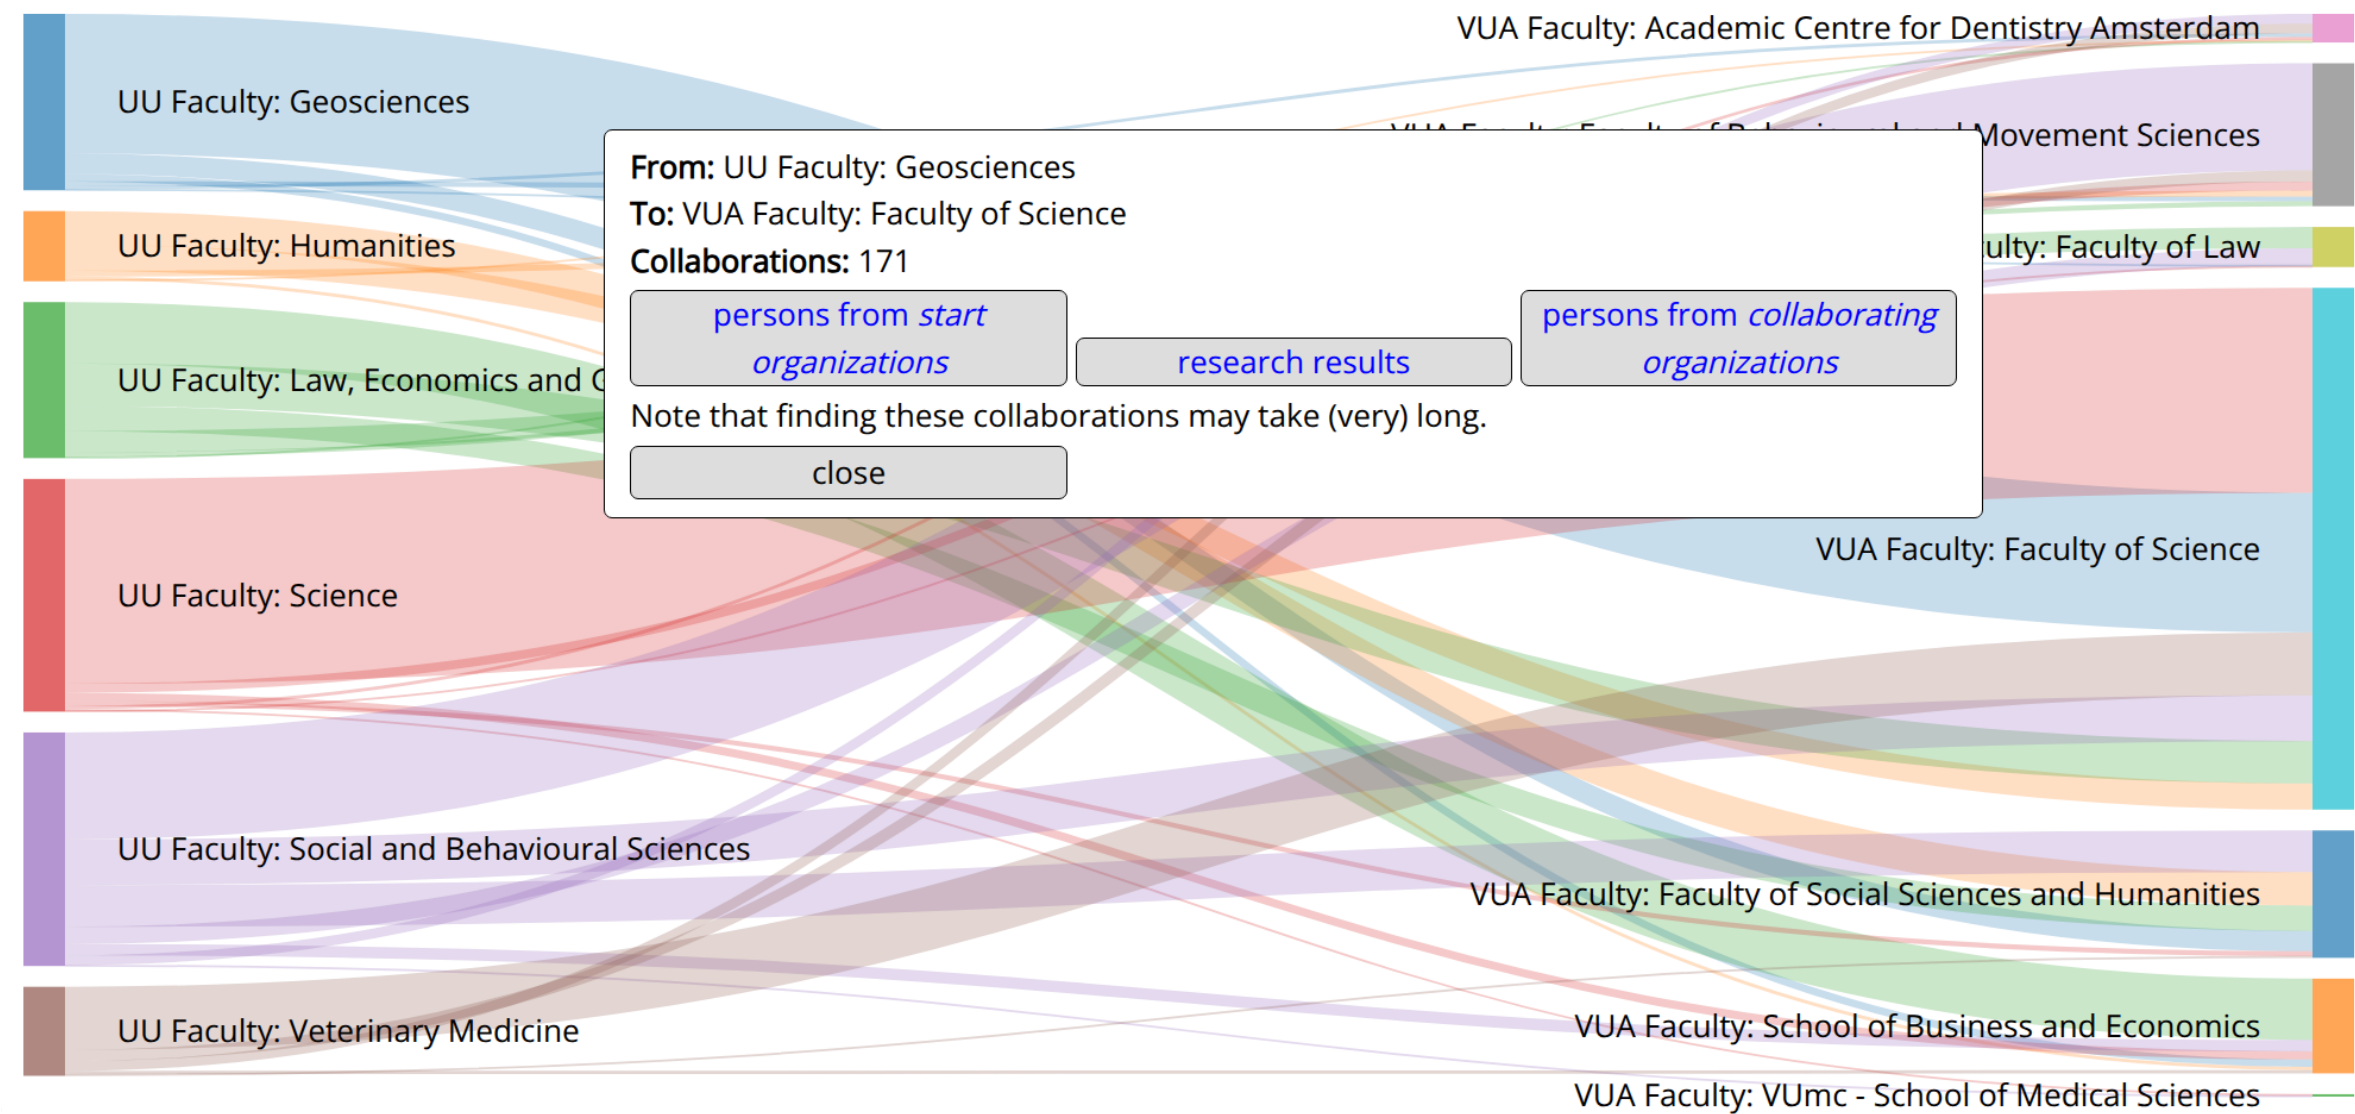 VUA Faculty: Academic Centre for Dentistry Amsterdam
UU Faculty: Geosciences
Movement Sciences
From: UU Faculty: Geosciences
To: VUA Faculty: Faculty of Science
Collaborations: 171
UU Faculty: Humanities
Faculty of Law
persons from start organizations
research results
persons from collaborating organizations
Note that finding these collaborations may take (very) long.
close
UU Faculty: Law, Economics and
UU Faculty: Science
VUA Faculty: Faculty of Science
UU Faculty: Social and Behavioural Sciences
VUA Faculty: Faculty of Social Sciences and Humanities
UU Faculty: Veterinary Medicine
VUA Faculty: School of Business and Economics
VUA Faculty: VUmc - School of Medical Sciences